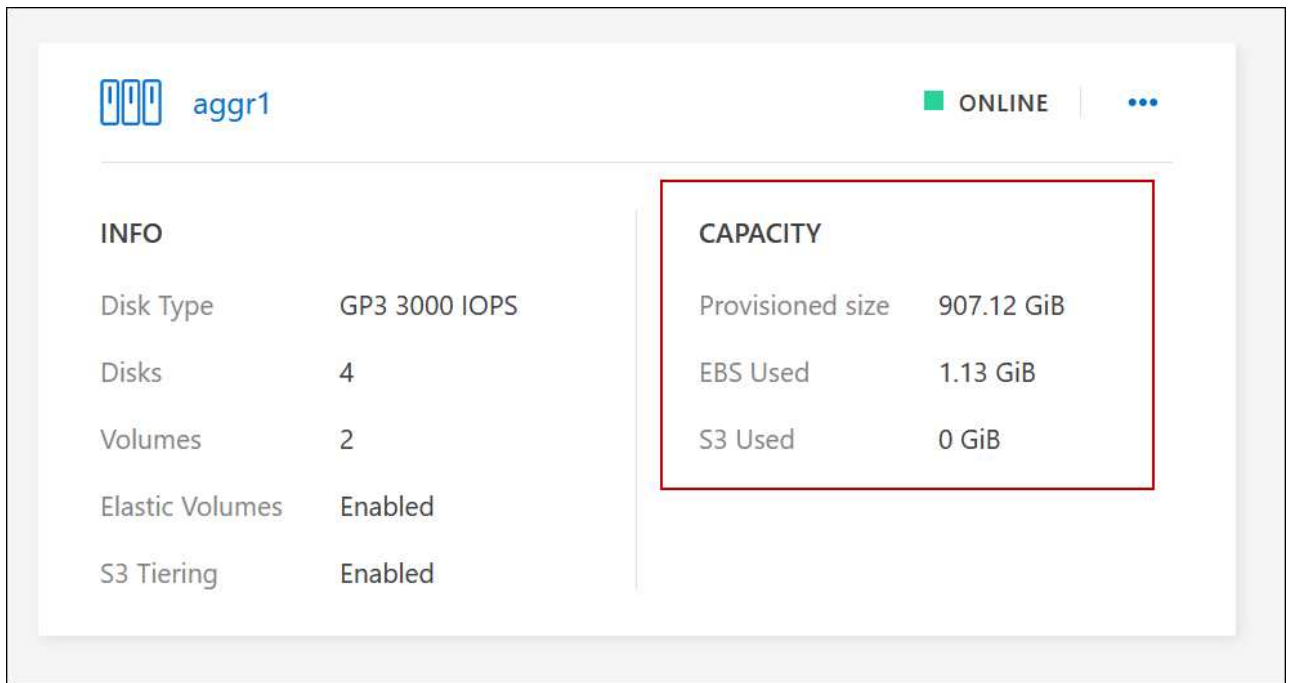 aggr1
ONLINE
INFO
Disk Type GP3 3000 IOPS
Disks 4
Volumes 2
Elastic Volumes Enabled
S3 Tiering Enabled
CAPACITY
Provisioned size 907.12 GiB
EBS Used 1.13 GiB
S3 Used 0 GiB